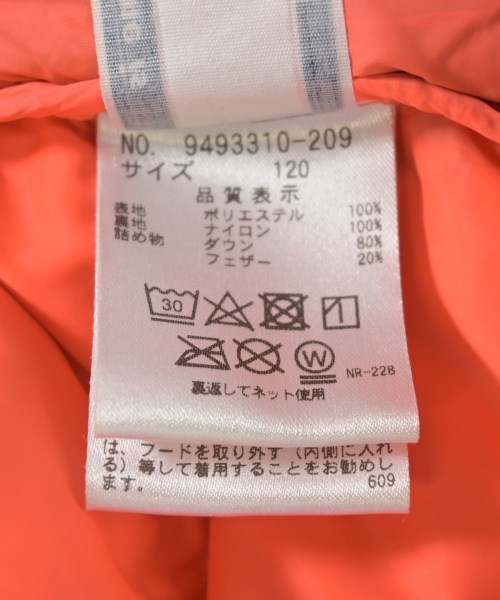 NO. 9493310-209
サイズ 120
品質表示
表地 ポリエステル 100%
裏地 ナイロン 100%
詰め物 ダウン 80%
フェザー 20%
30
W
NR-228
裏返してネット使用
は、フードを取り外す（内側に入れ
る）等して着用することをお勧めし
ます。 609